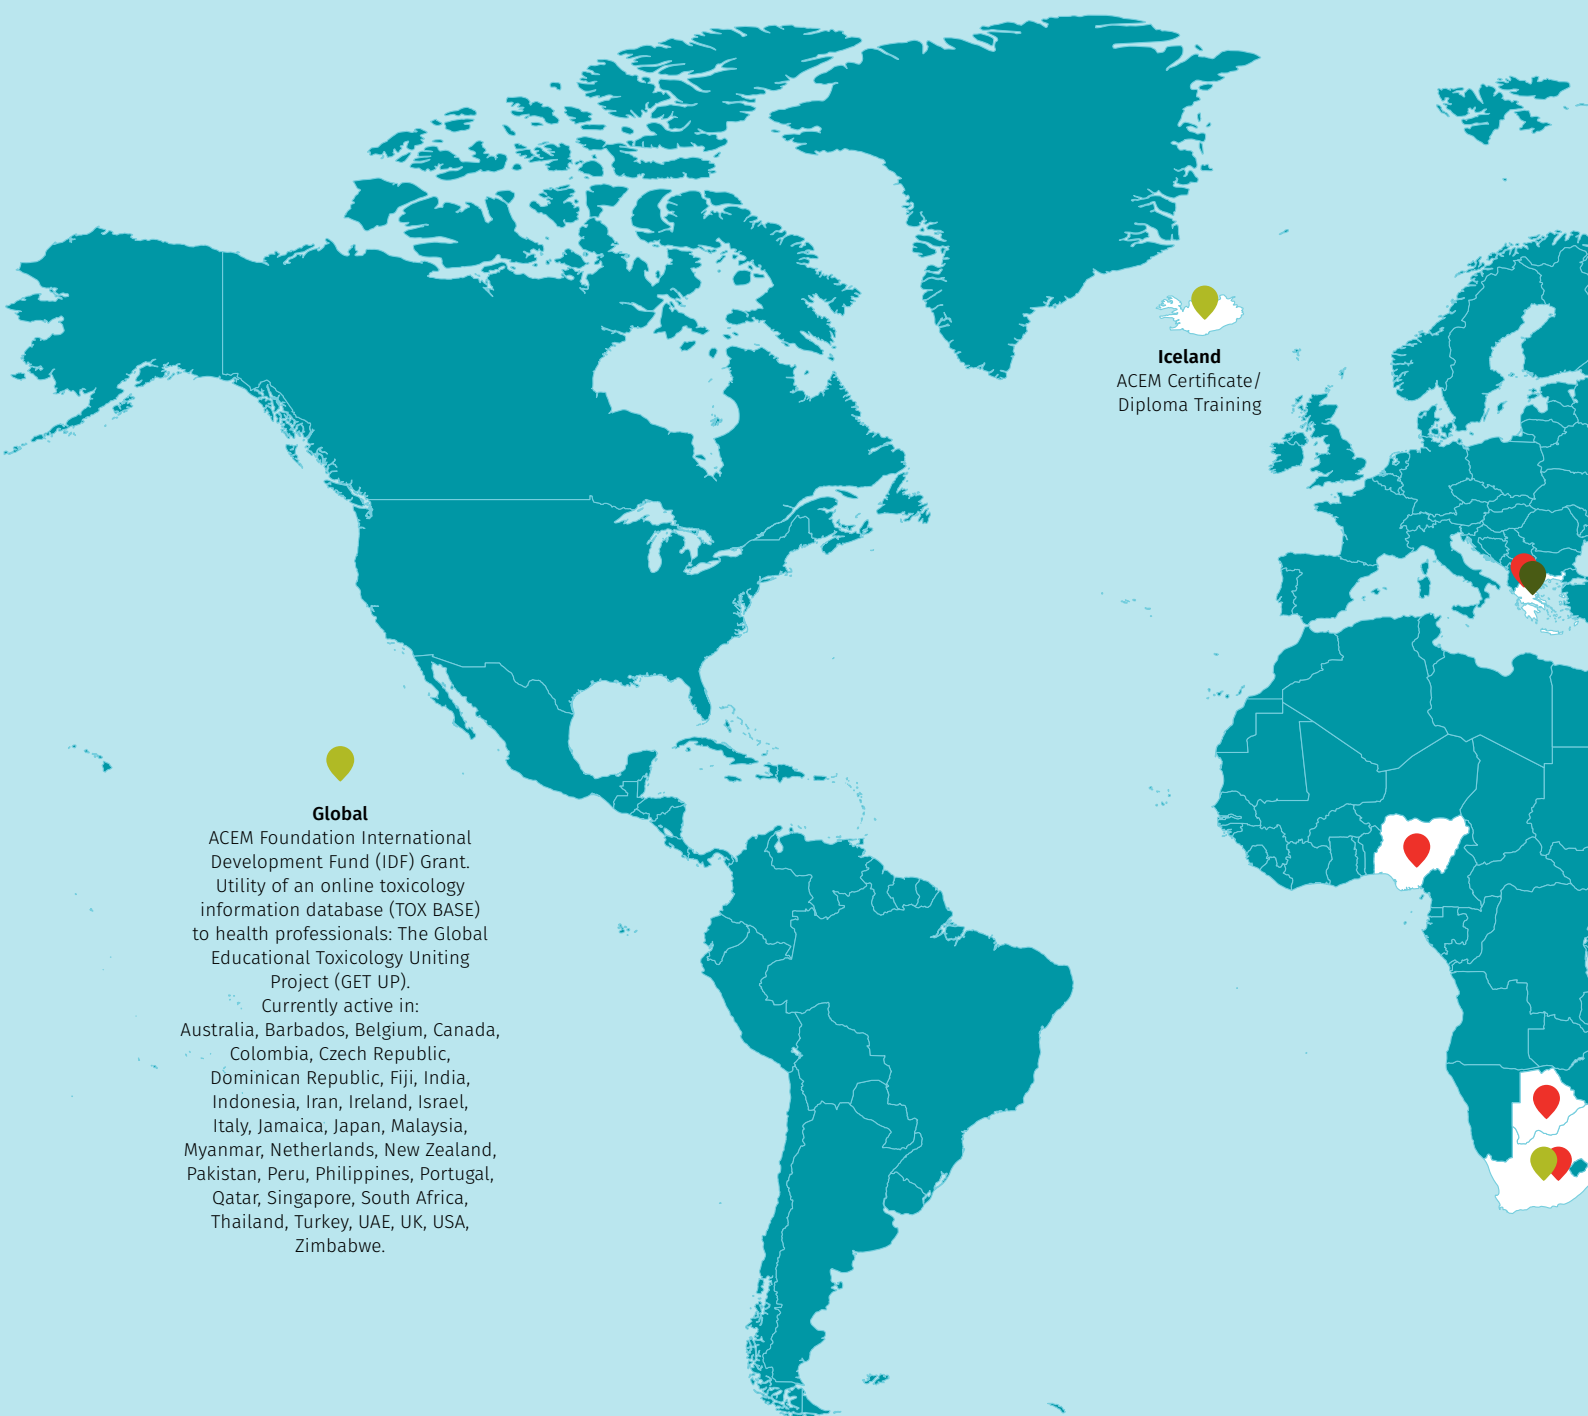 Iceland
ACEM Certificate/
Diploma Training
Global
ACEM Foundation International
Development Fund (IDF) Grant.
Utility of an online toxicology
information database (TOX BASE)
to health professionals: The Global
Educational Toxicology Uniting
Project (GET UP).
Currently active in:
Australia, Barbados, Belgium, Canada,
Colombia, Czech Republic,
Dominican Republic, Fiji, India,
Indonesia, Iran, Ireland, Israel,
Italy, Jamaica, Japan, Malaysia,
Myanmar, Netherlands, New Zealand,
Pakistan, Peru, Philippines, Portugal,
Qatar, Singapore, South Africa,
Thailand, Turkey, UAE, UK, USA,
Zimbabwe.